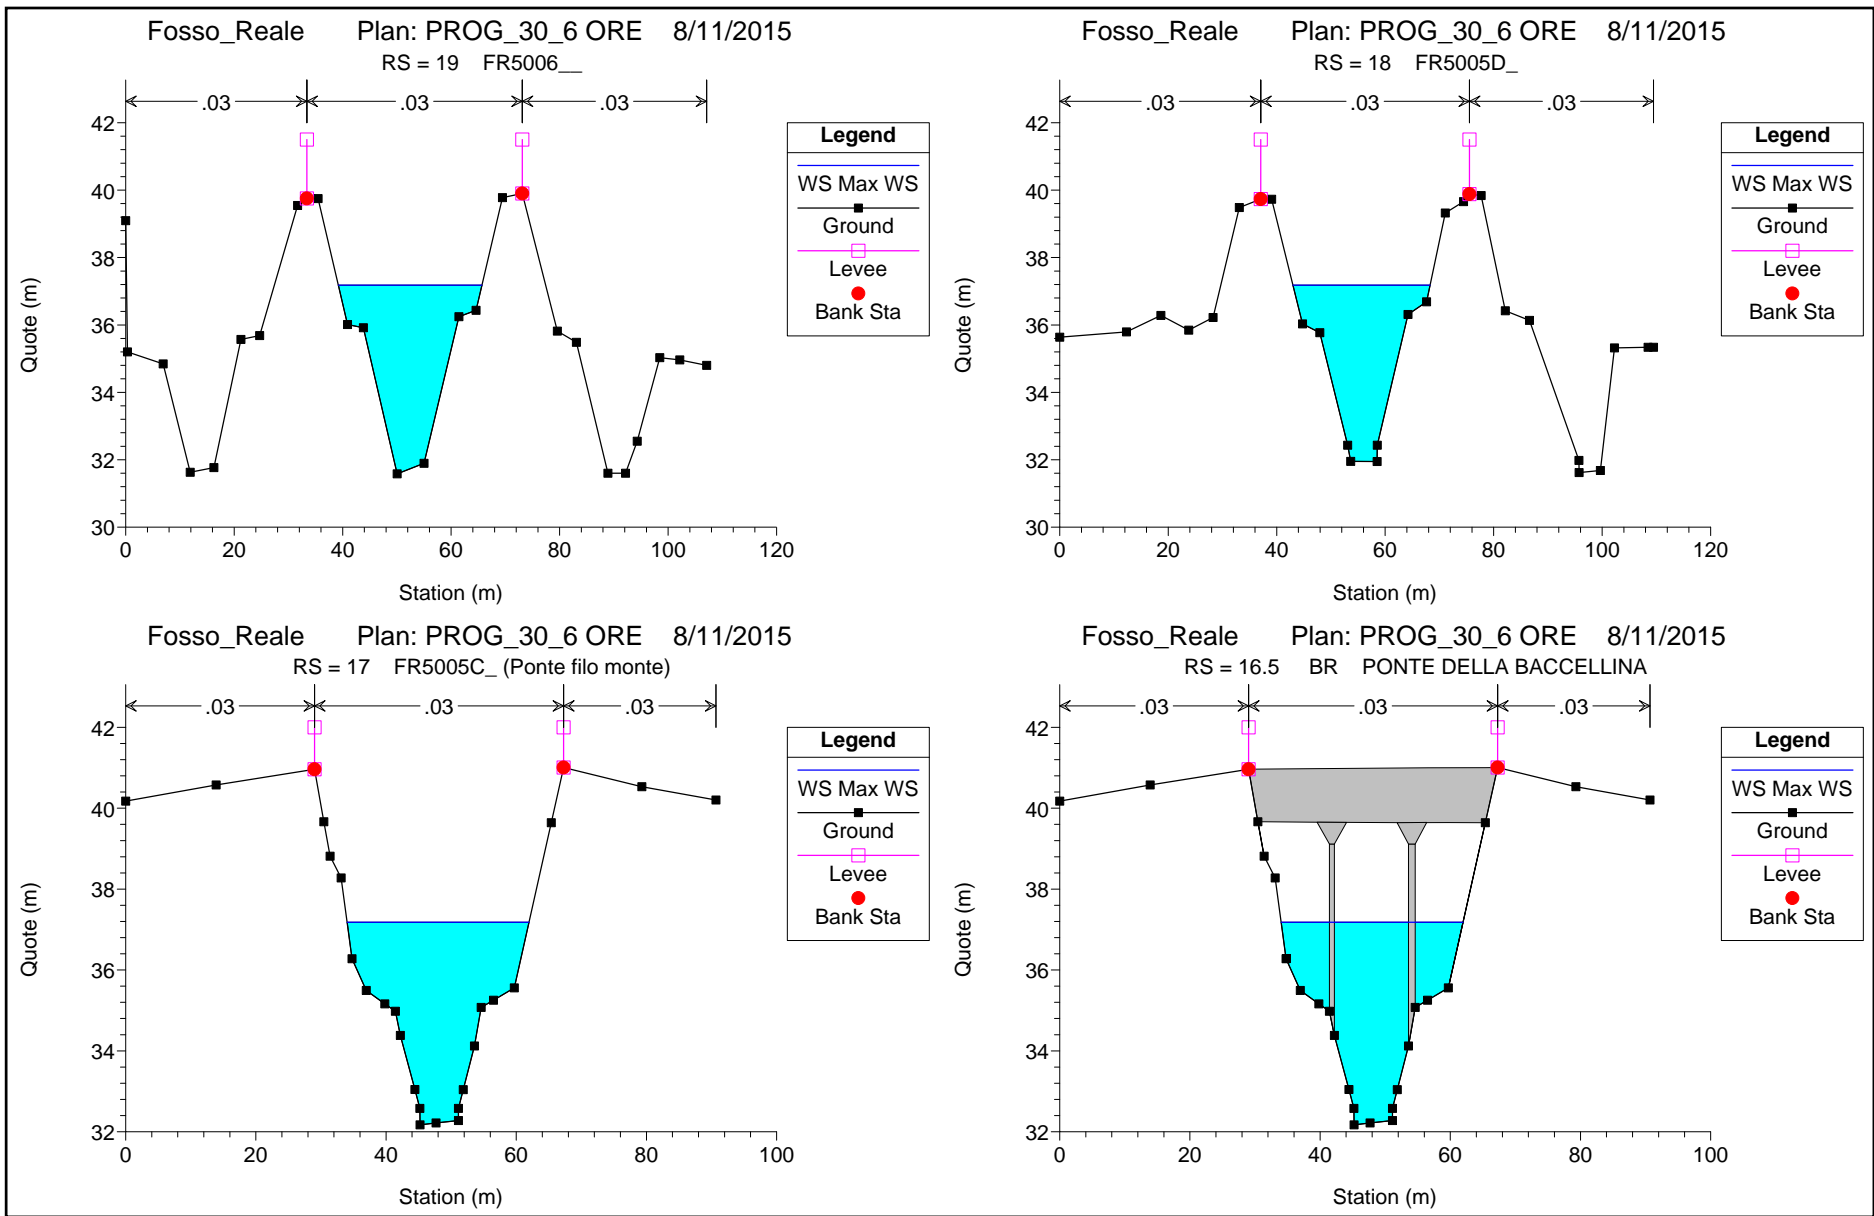 Fosso_Reale Plan: PROG_30_6 ORE 8/11/2015
RS = 19 FR5006__
.03 .03 .03
42
40
38
36
34
32
30
Quote (m)
0 20 40 60 80 100 120
Station (m)
Legend
WS Max WS
Ground
Levee
Bank Sta
Fosso_Reale Plan: PROG_30_6 ORE 8/11/2015
RS = 18 FR5005D_
.03 .03 .03
42
40
38
36
34
32
30
Quote (m)
0 20 40 60 80 100 120
Station (m)
Legend
WS Max WS
Ground
Levee
Bank Sta
Fosso_Reale Plan: PROG_30_6 ORE 8/11/2015
RS = 17 FR5005C_ (Ponte filo monte)
.03 .03 .03
42
40
38
36
34
32
Quote (m)
0 20 40 60 80 100
Station (m)
Legend
WS Max WS
Ground
Levee
Bank Sta
Fosso_Reale Plan: PROG_30_6 ORE 8/11/2015
RS = 16.5 BR PONTE DELLA BACCELLINA
.03 .03 .03
42
40
38
36
34
32
Quote (m)
0 20 40 60 80 100
Station (m)
Legend
WS Max WS
Ground
Levee
Bank Sta